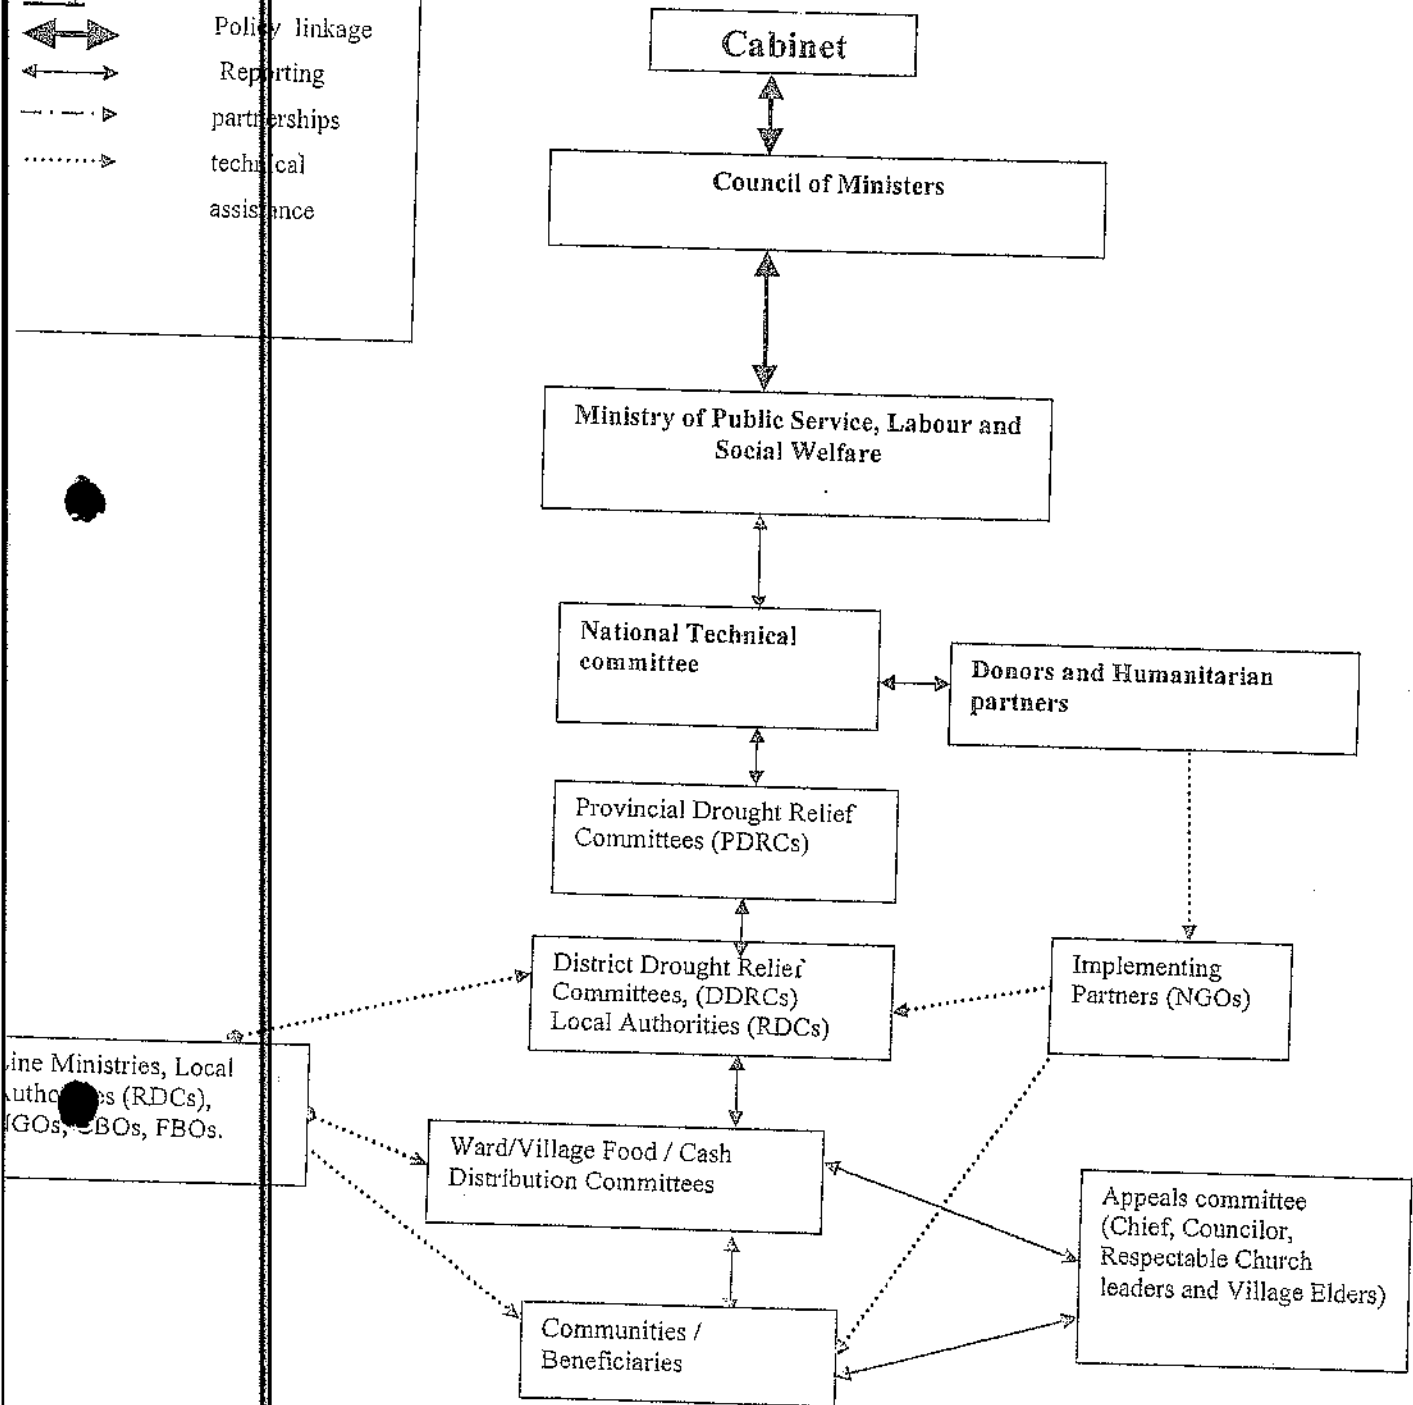 Policy linkage
Reporting
partnerships
technical
assistance
Cabinet
Council of Ministers
Ministry of Public Service, Labour and
Social Welfare
National Technical
committee
Donors and Humanitarian
partners
Provincial Drought Relief
Committees (PDRCs)
District Drought Relief
Committees, (DDRCs)
Local Authorities (RDCs)
Implementing
Partners (NGOs)
Line Ministries, Local
(RDCs),
FBOs.
Ward/Village Food / Cash
Distribution Committees
Appeals committee
(Chief, Councilor,
Respectable Church
leaders and Village Elders)
Communities /
Beneficiaries